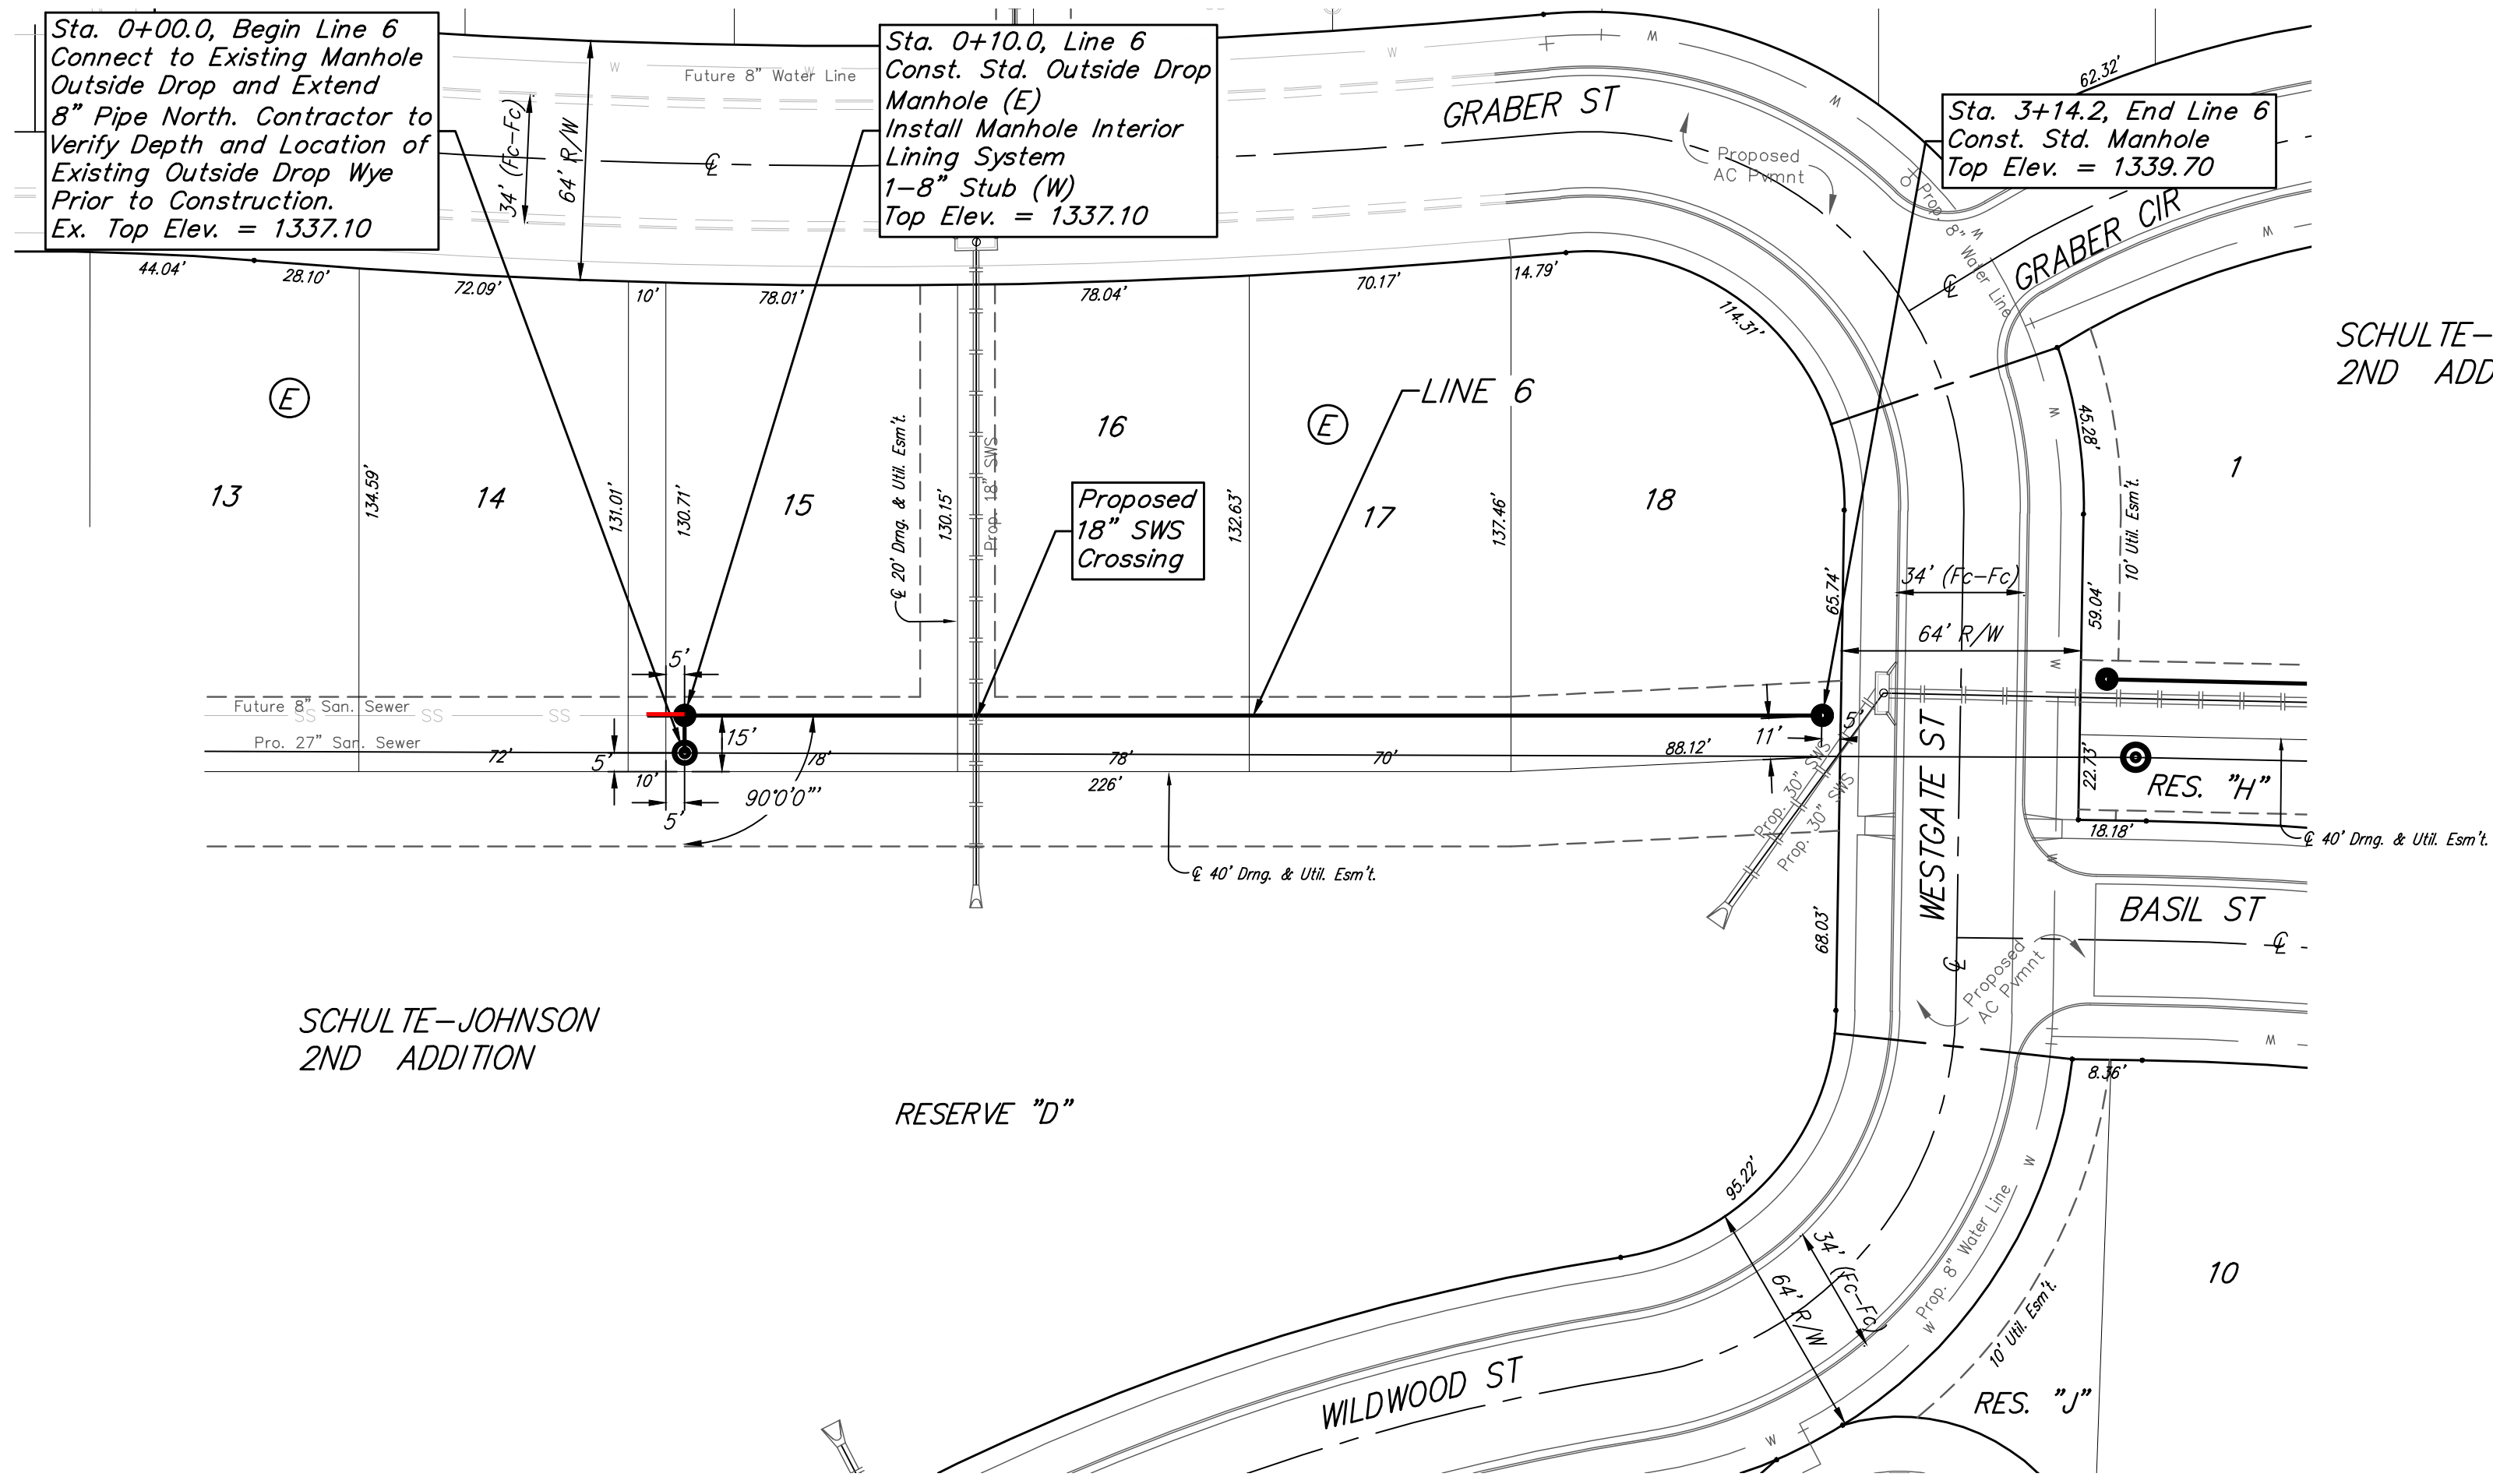 Sta. 0+00.0, Begin Line 6
Connect to Existing Manhole
Outside Drop and Extend
8" Pipe North. Contractor to
Verify Depth and Location of
Existing Outside Drop Wye
Prior to Construction.
Ex. Top Elev. = 1337.10
Sta. 0+10.0, Line 6
Const. Std. Outside Drop
Manhole (E)
Install Manhole Interior
Lining System
1-8" Stub (W)
Top Elev. = 1337.10
Sta. 3+14.2, End Line 6
Const. Std. Manhole
Top Elev. = 1339.70
Future 8" Water Line
W
W
W
W
W
34' (Fc-Fc)
64' R/W
℄
GRABER ST
Proposed
AC Pvmnt
62.32'
Prop. 8" Water Line
W
W
℄
GRABER CIR
44.04'
28.10'
72.09'
10'
78.01'
78.04'
70.17'
14.79'
114.31'
SCHULTE-
2ND ADD
E
E
LINE 6
13
14
15
16
17
18
1
134.59'
131.01'
130.71'
℄ 20' Drng. & Util. Esm't.
130.15'
Prop. 18" SWS
132.63'
137.46'
Proposed
18" SWS
Crossing
W
45.28'
10' Util. Esm't.
65.74'
34' (Fc-Fc)
59.04'
64' R/W
W
5'
Future 8" San. Sewer
SS
SS
SS
Pro. 27" San. Sewer
72'
5'
10'
5'
15'
78'
90°0'0"'
78'
226'
70'
88.12'
11'
5'
Prop. 30" SWS
Prop. 30" SWS
WESTGATE ST
22.73'
RES. "H"
18.18'
℄ 40' Drng. & Util. Esm't.
℄ 40' Drng. & Util. Esm't.
W
68.03'
BASIL ST
℄
℄
Proposed
AC Pvmnt
W
8.36'
SCHULTE-JOHNSON
2ND ADDITION
RESERVE "D"
95.22'
W
34' (Fc-Fc)
64' R/W
Prop. 8" Water Line
W
10' Util. Esm't.
10
WILDWOOD ST
RES. "J"
W